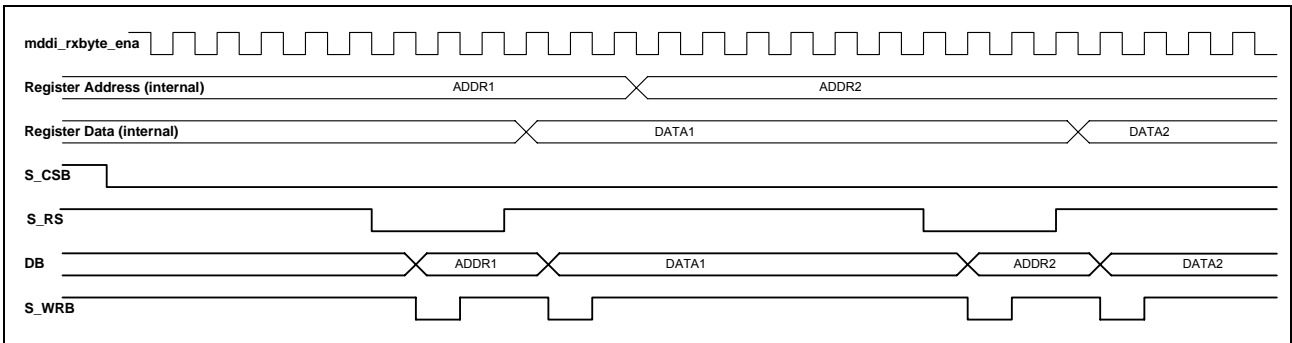 mddi_rxbyte_ena
Register Address (internal) ADDR1 ADDR2
Register Data (internal) DATA1 DATA2
S_CSB
S_RS
DB ADDR1 DATA1 ADDR2 DATA2
S_WRB